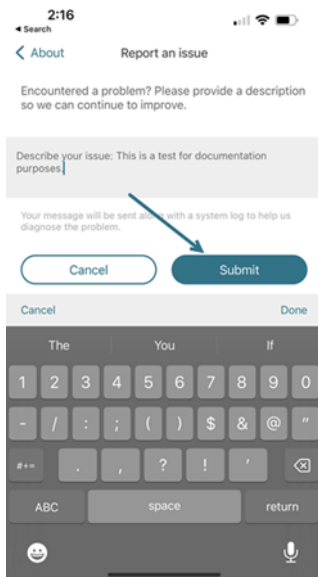 2:16
Search
About
Report an issue
Encountered a problem? Please provide a description
so we can continue to improve.
Describe your issue: This is a test for documentation
purposes.
Your message will be sent along with a system log to help us
diagnose the problem.
Cancel
Submit
Cancel
Done
The You If
1 2 3 4 5 6 7 8 9 0
- / : ; ( ) $ & @ "
#+= . , ? ! '
ABC space return